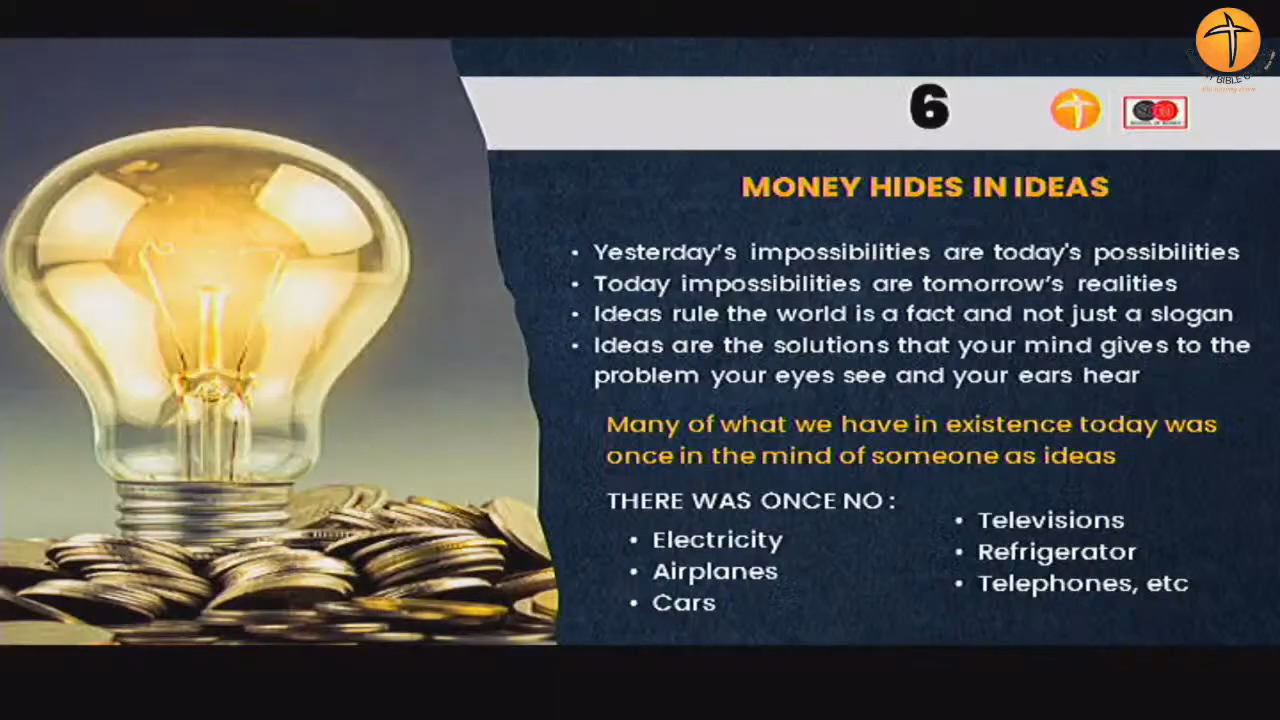 BIBLE
6
MONEY HIDES IN IDEAS
• Yesterday's impossibilities are today's possibilities
• Today impossibilities are tomorrow's realities
• Ideas rule the world is a fact and not just a slogan
• Ideas are the solutions that your mind gives to the
problem your eyes see and your ears hear
Many of what we have in existence today was
once in the mind of someone as ideas
THERE WAS ONCE NO :
• Electricity
• Airplanes
• Cars
• Televisions
• Refrigerator
• Telephones, etc